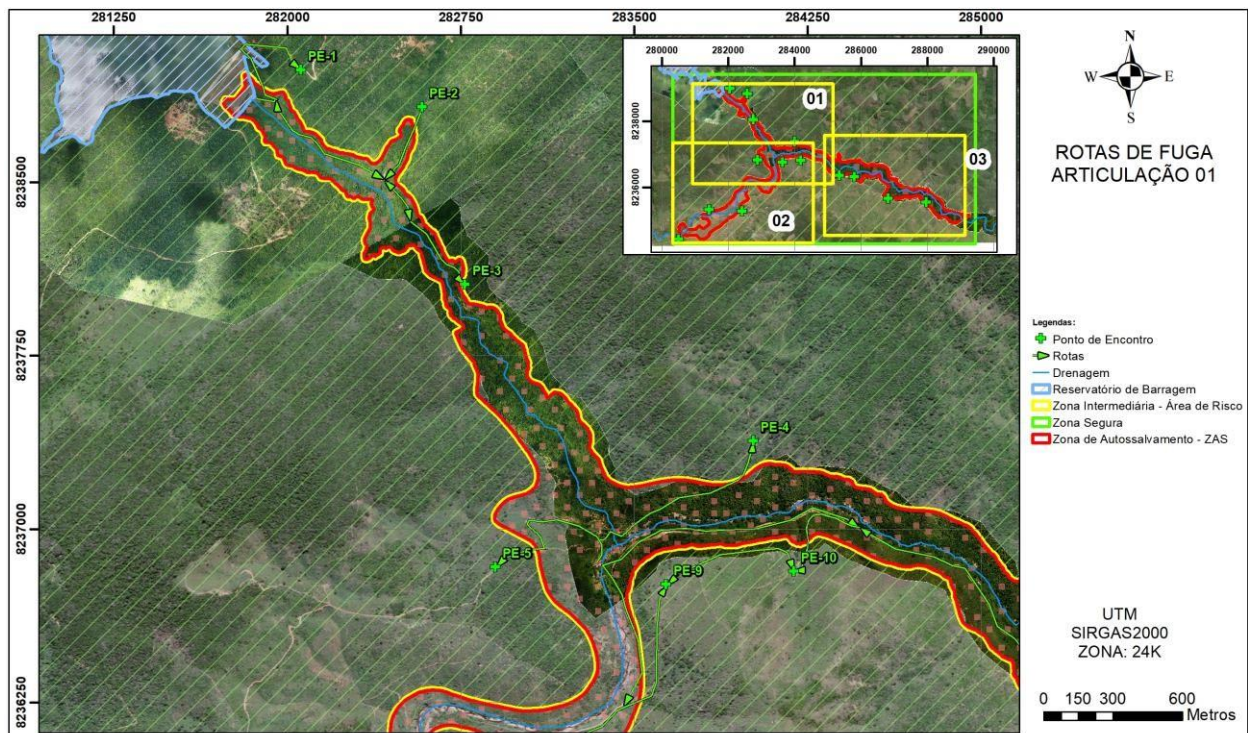 281250 282000 282750 283500 284250 285000
8238500
8237750
8237000
8236250
PE-1
PE-2
PE-3
PE-4
PE-5
PE-9
PE-10
280000 282000 284000 286000 288000 290000
8238000
8236000
01
02
03
N
W E
S
ROTAS DE FUGA
ARTICULAÇÃO 01
Legendas:
Ponto de Encontro
Rotas
Drenagem
Reservatório de Barragem
Zona Intermediária - Área de Risco
Zona Segura
Zona de Autossalvamento - ZAS
UTM
SIRGAS2000
ZONA: 24K
0 150 300 600
Metros